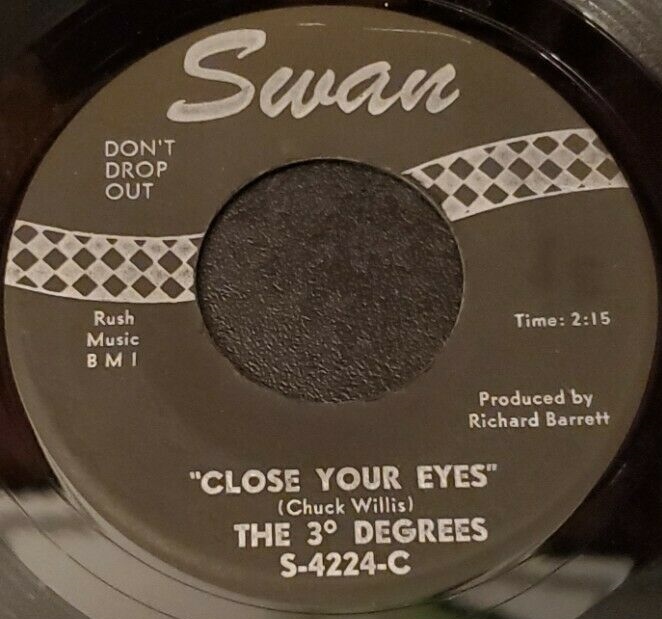 Swan
DON'T
DROP
OUT
Rush
Music
BMI
Time: 2:15
Produced by
Richard Barrett
"CLOSE YOUR EYES"
(Chuck Willis)
THE 3º DEGREES
S-4224-C